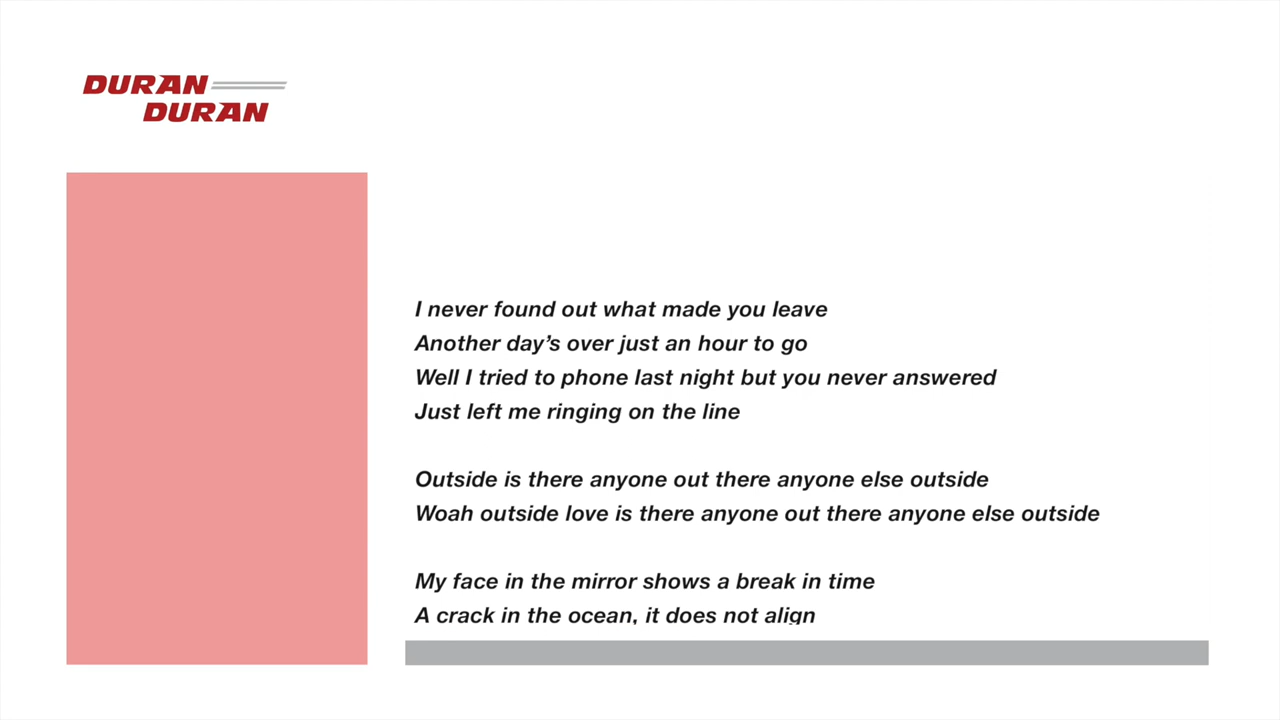 DURAN
DURAN
I never found out what made you leave
Another day’s over just an hour to go
Well I tried to phone last night but you never answered
Just left me ringing on the line
Outside is there anyone out there anyone else outside
Woah outside love is there anyone out there anyone else outside
My face in the mirror shows a break in time
A crack in the ocean, it does not align